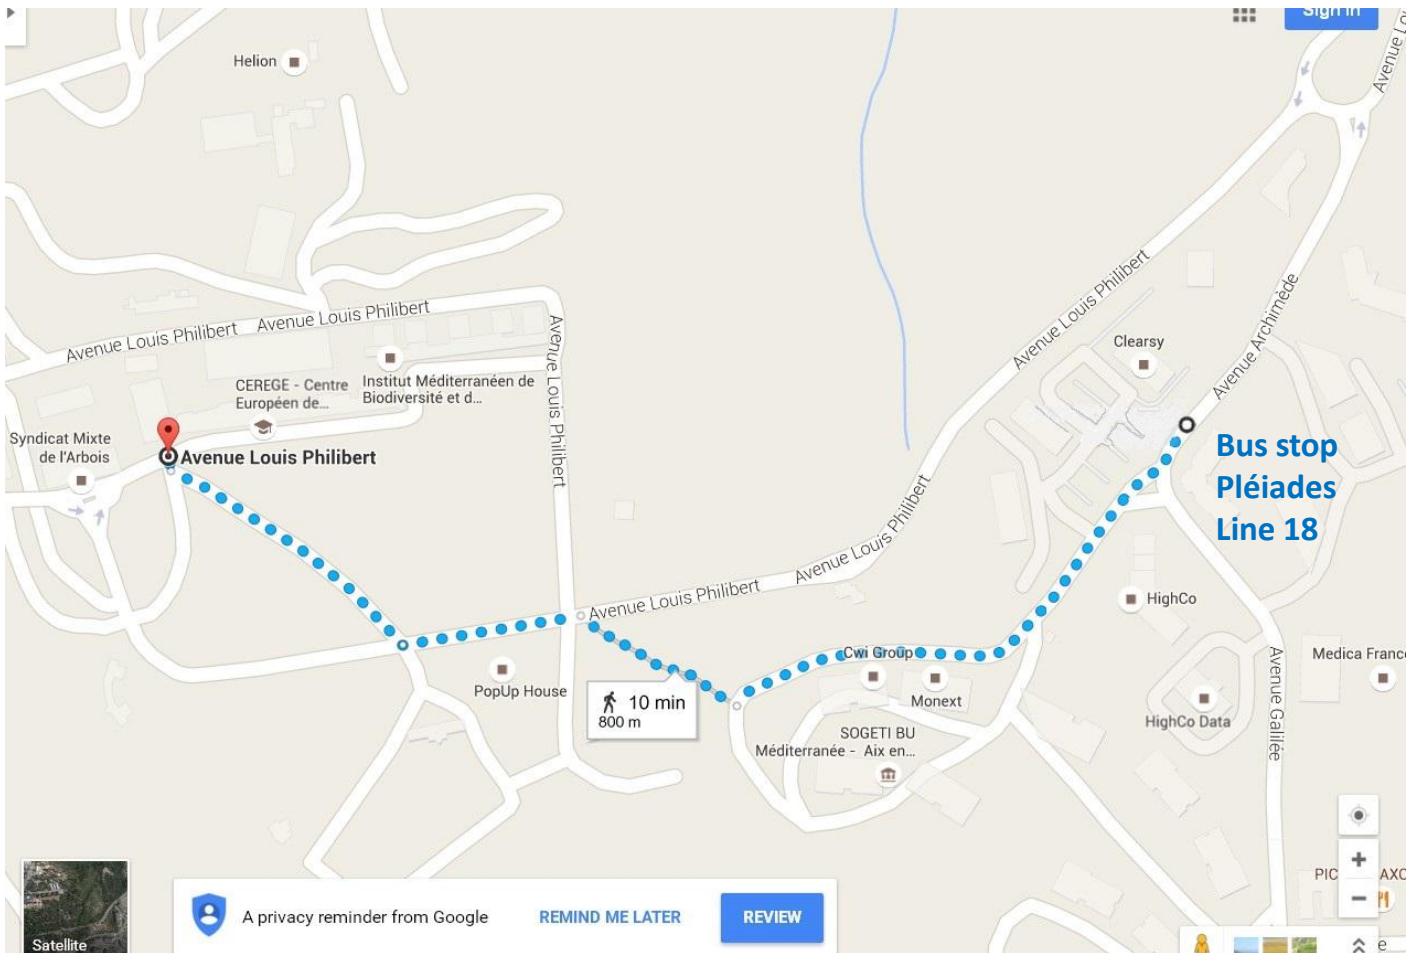 Sign in
Avenue Lo
Helion
Avenue Louis Philibert
Avenue Louis Philibert
Avenue Louis Philibert
Avenue Louis Philibert
Clearsy
Avenue Archimède
CEREGE - Centre
Européen de...
Institut Méditerranéen de
Biodiversité et d...
Syndicat Mixte
de l'Arbois
Avenue Louis Philibert
Bus stop
Pléiades
Line 18
Avenue Louis Philibert
Avenue Louis Philibert
HighCo
Cwi Group
Medica France
PopUp House
Monext
10 min
800 m
HighCo Data
Avenue Galilée
SOGETI BU
Méditerranée - Aix en...
PIC
AXO
A privacy reminder from Google
REMIND ME LATER
REVIEW
Satellite
e